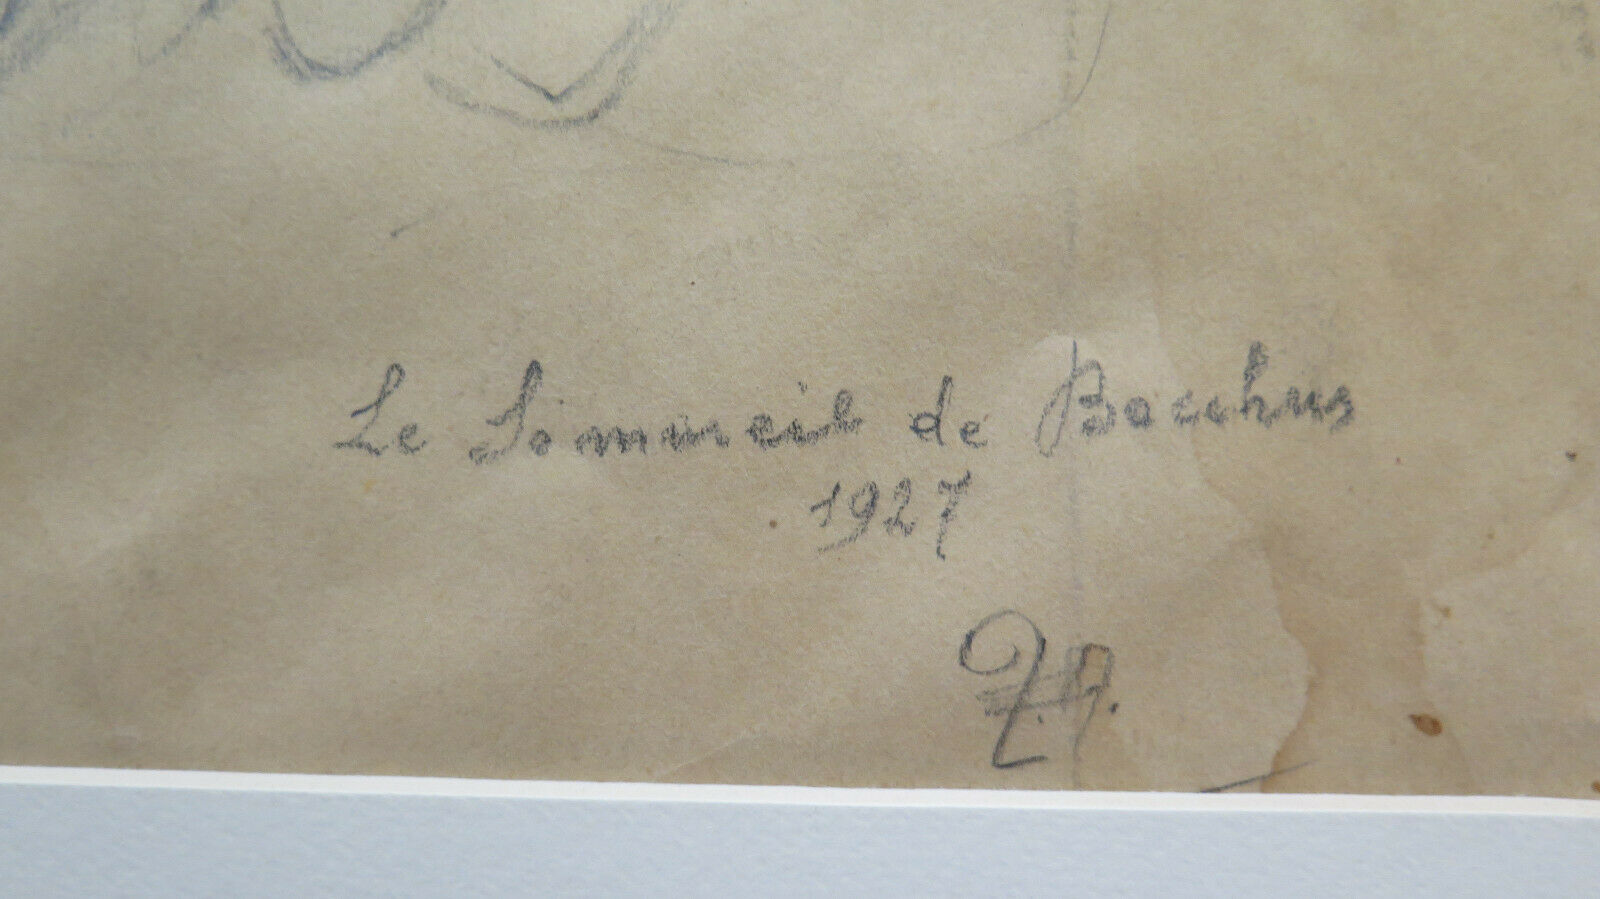 Le Sommeil de Bacchus
1927